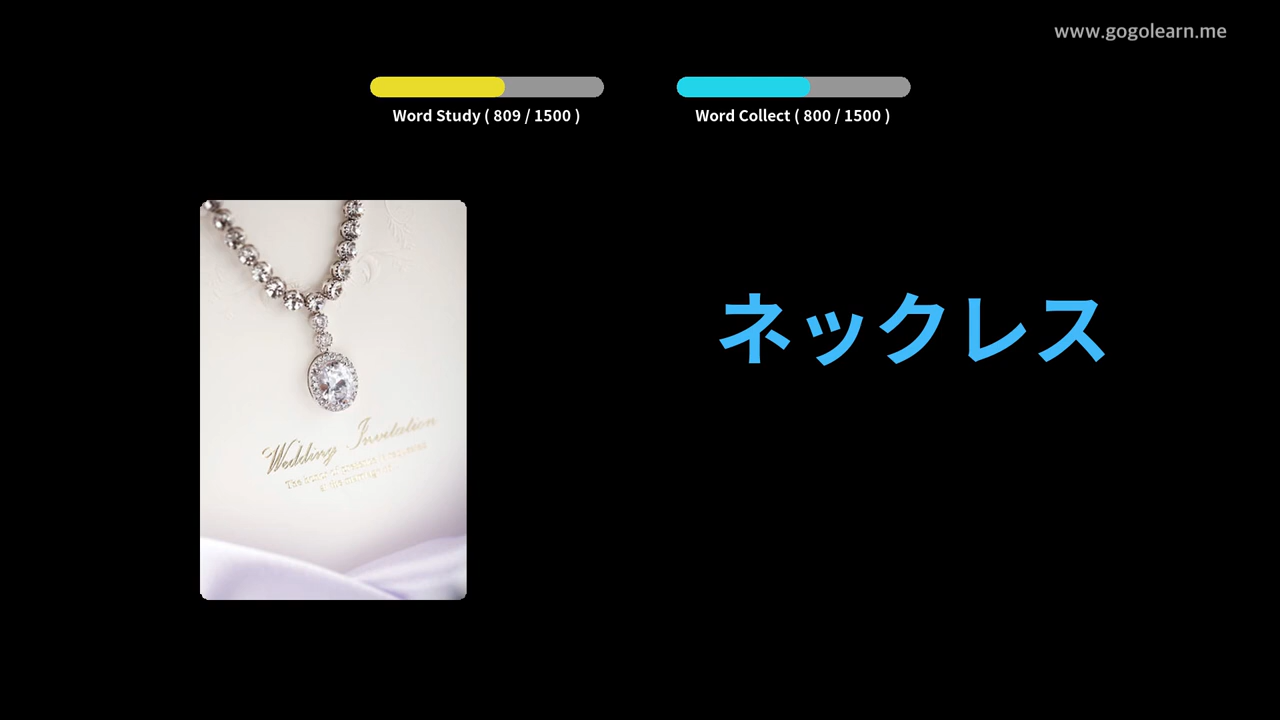 www.gogolearn.me
Word Study ( 809 / 1500 )
Word Collect ( 800 / 1500 )
ネックレス
Wedding Invitation